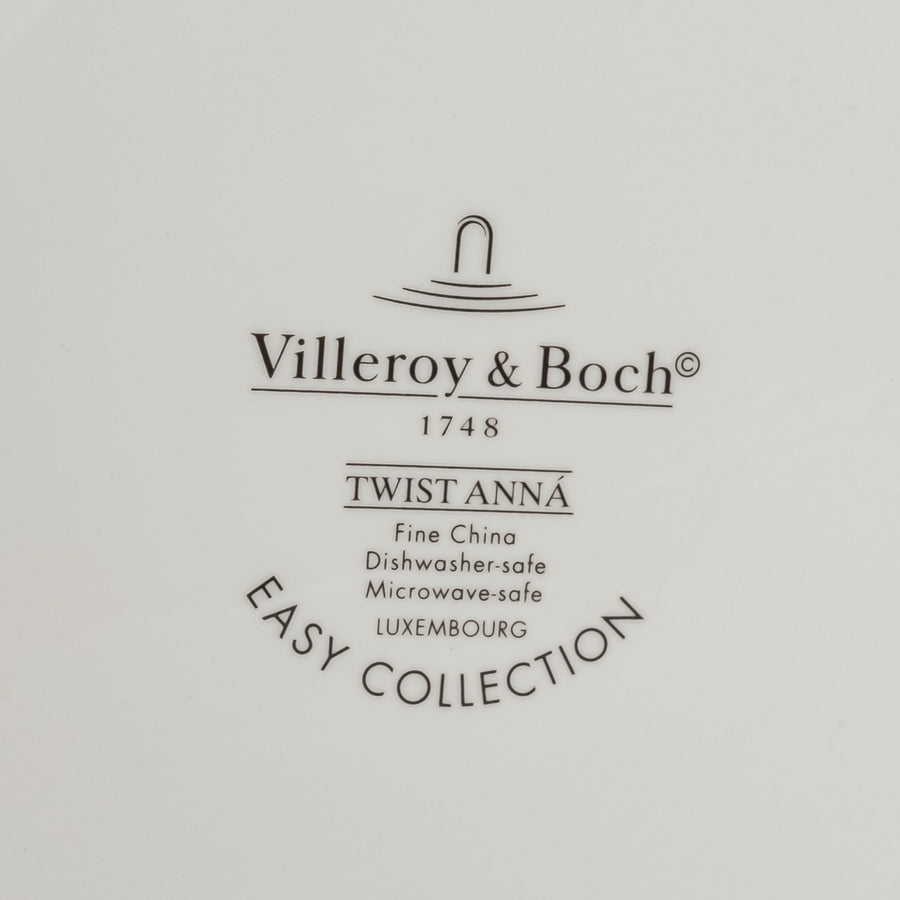 Villeroy & Boch©
1748
TWIST ANNÁ
Fine China
Dishwasher-safe
Microwave-safe
LUXEMBOURG
EASY COLLECTION